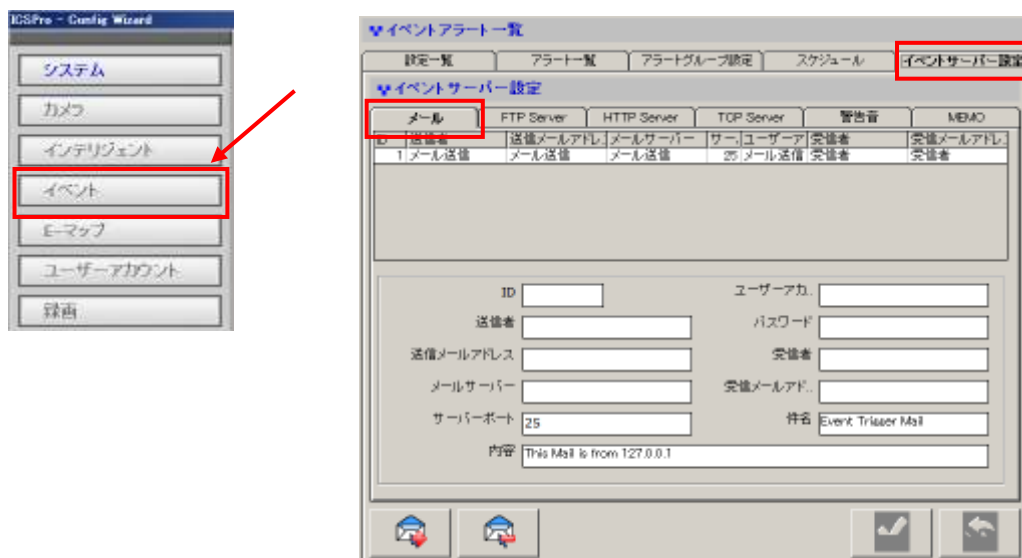 ICSPro - Config Wizard
システム
カメラ
インテリジェント
イベント
E-マップ
ユーザーアカウント
録画
イベントアラート一覧
設定一覧 アラート一覧 アラートグループ設定 スケジュール イベントサーバー設定
イベントサーバー設定
メール FTP Server HTTP Server TCP Server 警告音 MEMO
ID 送信者 送信メールアドレ.. メールサーバー サー.. ユーザーア 受信者 受信メールアドレ..
1 メール送信 メール送信 メール送信 25 メール送信 受信者 受信者
ID ユーザーアカ..
送信者 パスワード
送信メールアドレス 受信者
メールサーバー 受信メールアド..
サーバーポート 25 件名 Event Trigger Mail
内容 This Mail is from 127.0.0.1